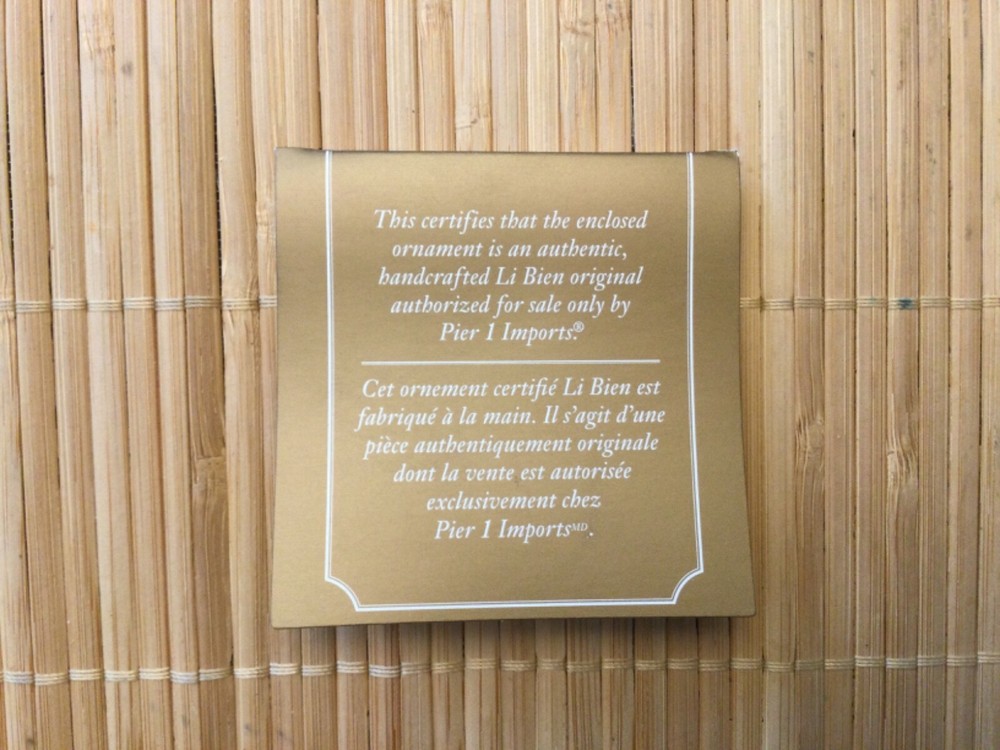 This certifies that the enclosed
ornament is an authentic,
handcrafted Li Bien original
authorized for sale only by
Pier 1 Imports.®
Cet ornement certifié Li Bien est
fabriqué à la main. Il s'agit d'une
pièce authentiquement originale
dont la vente est autorisée
exclusivement chez
Pier 1 Imports MD.